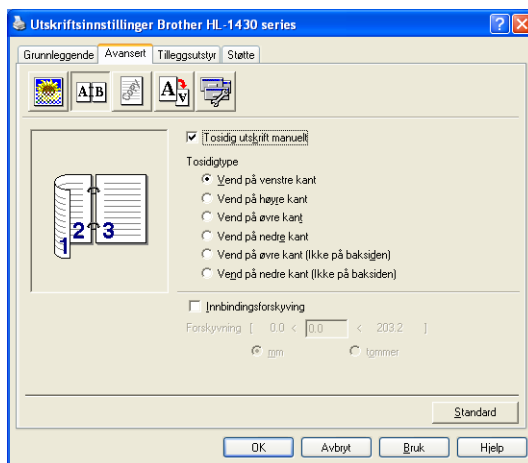 Utskriftsinnstillinger Brother HL-1430 series
Grunnleggende Avansert Tilleggsutstyr Støtte
A B
A V
Tosidig utskrift manuelt
Tosidigtype
Vend på venstre kant
Vend på høyre kant
Vend på øvre kant
Vend på nedre kant
Vend på øvre kant (Ikke på baksiden)
Vend på nedre kant (Ikke på baksiden)
1 2 3
Innbindingsforskyving
Forskyvning [ 0.0 < 0.0 < 203.2 ]
mm tommer
Standard
OK Avbryt Bruk Hjelp